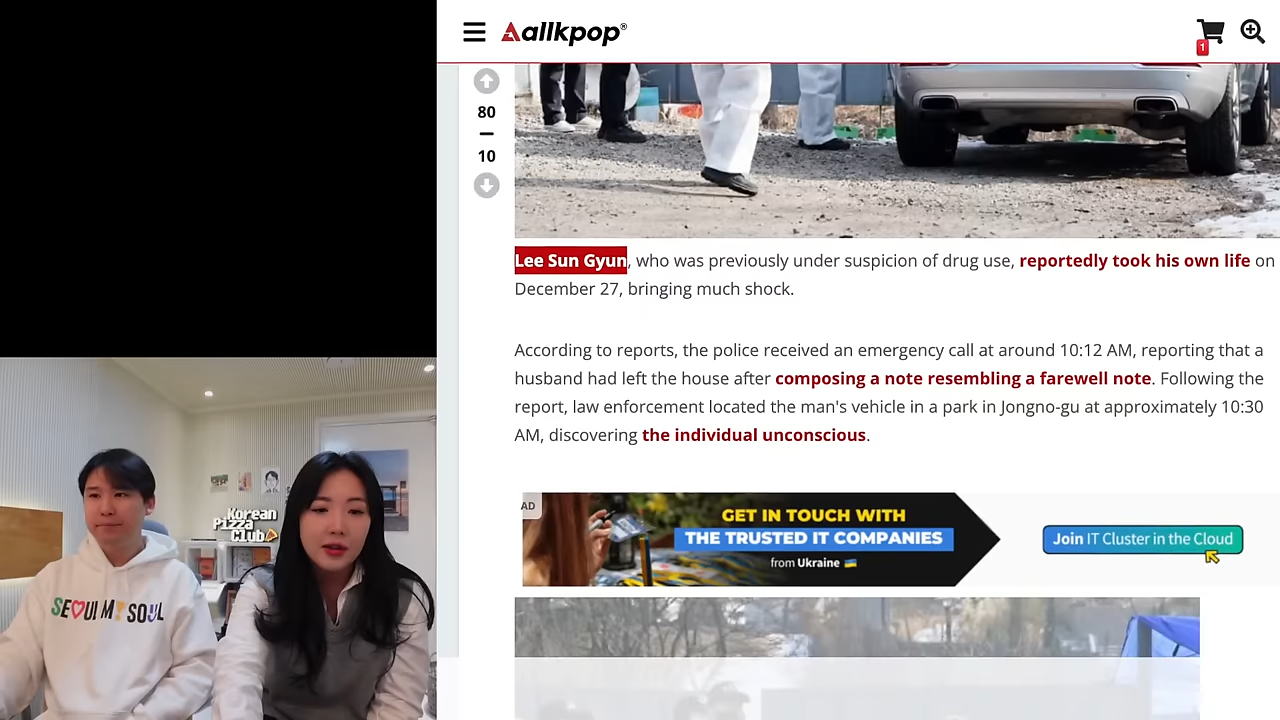 allkpop®
1
80
10
Lee Sun Gyun, who was previously under suspicion of drug use, reportedly took his own life on
December 27, bringing much shock.
According to reports, the police received an emergency call at around 10:12 AM, reporting that a
husband had left the house after composing a note resembling a farewell note. Following the
report, law enforcement located the man's vehicle in a park in Jongno-gu at approximately 10:30
AM, discovering the individual unconscious.
AD
GET IN TOUCH WITH
THE TRUSTED IT COMPANIES
from Ukraine
Join IT Cluster in the Cloud
Korean
Pizza
Club
SE♥UL MY SOUL